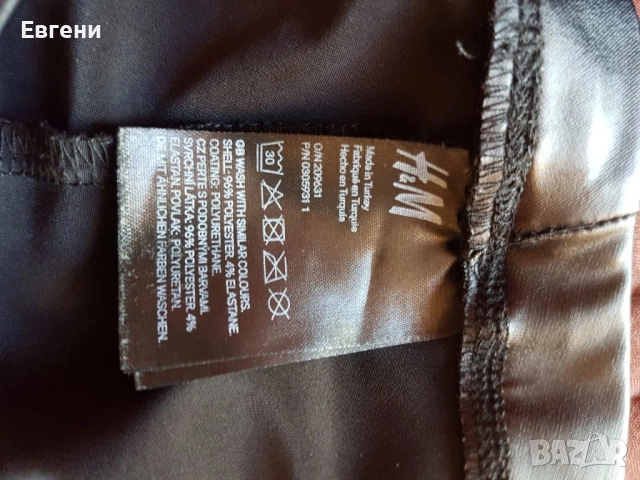 Евгени
H&M
Made in Turkey
Fabriqué en Turquie
Hecho en Turquía
O/N 209631
30
GB WASH WITH SIMILAR COLOURS.
SHELL: 96% POLYESTER, 4% ELASTANE.
COATING: POLYURETHANE.
CZ PERTE S PODOBNÝMI BARVAMI.
SVRCHNÍ LÁTKA: 96% POLYESTER, 4%
ELASTAN. POVLAK: POLYURETAN.
DE MIT ÄHNLICHEN FARBEN WASCHEN.
BAZAR